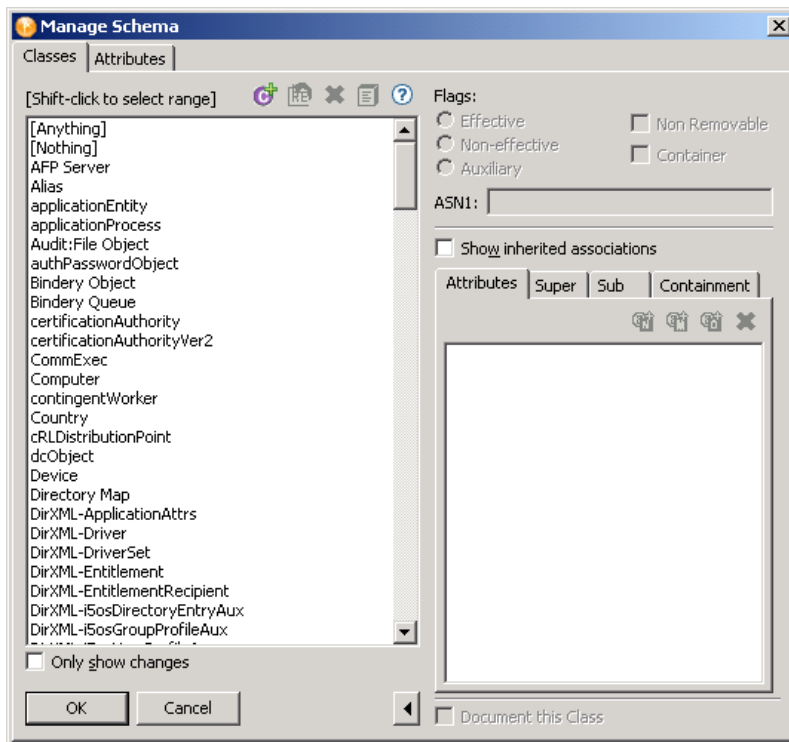 Manage Schema
Classes
Attributes
[Shift-click to select range]
[Anything]
[Nothing]
AFP Server
Alias
applicationEntity
applicationProcess
Audit:File Object
authPasswordObject
Bindery Object
Bindery Queue
certificationAuthority
certificationAuthorityVer2
CommExec
Computer
contingentWorker
Country
cRLDistributionPoint
dcObject
Device
Directory Map
DirXML-ApplicationAttrs
DirXML-Driver
DirXML-DriverSet
DirXML-Entitlement
DirXML-EntitlementRecipient
DirXML-i5osDirectoryEntryAux
DirXML-i5osGroupProfileAux
Only show changes
OK
Cancel
Flags:
Effective
Non-effective
Auxiliary
Non Removable
Container
ASN1:
Show inherited associations
Attributes
Super
Sub
Containment
Document this Class